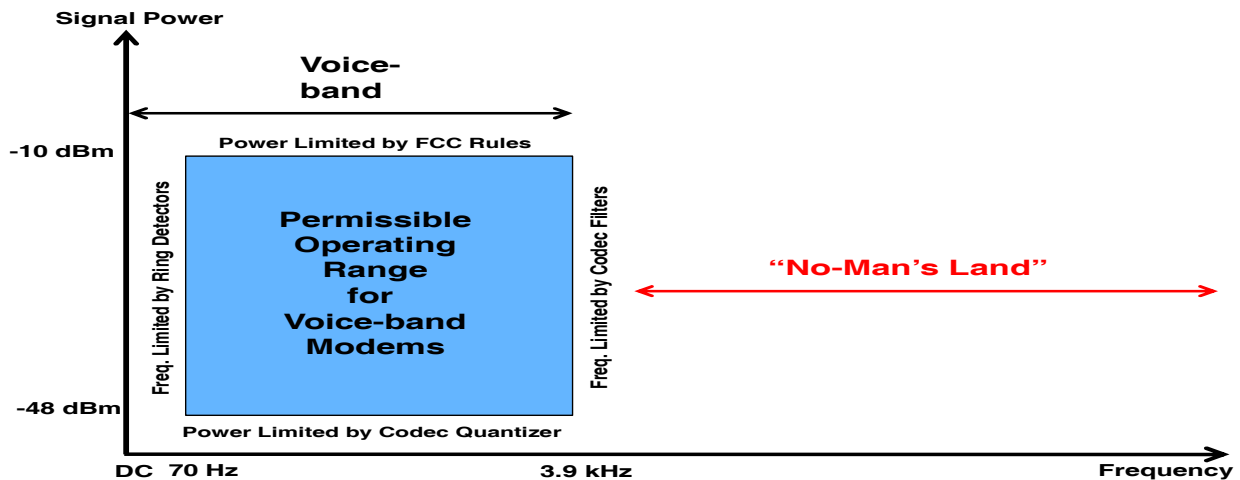 Signal Power
Voice-
band
Power Limited by FCC Rules
-10 dBm
Freq. Limited by Ring Detectors
Permissible
Operating
Range
for
Voice-band
Modems
Freq. Limited by Codec Filters
“No-Man’s Land”
-48 dBm
Power Limited by Codec Quantizer
DC 70 Hz 3.9 kHz Frequency